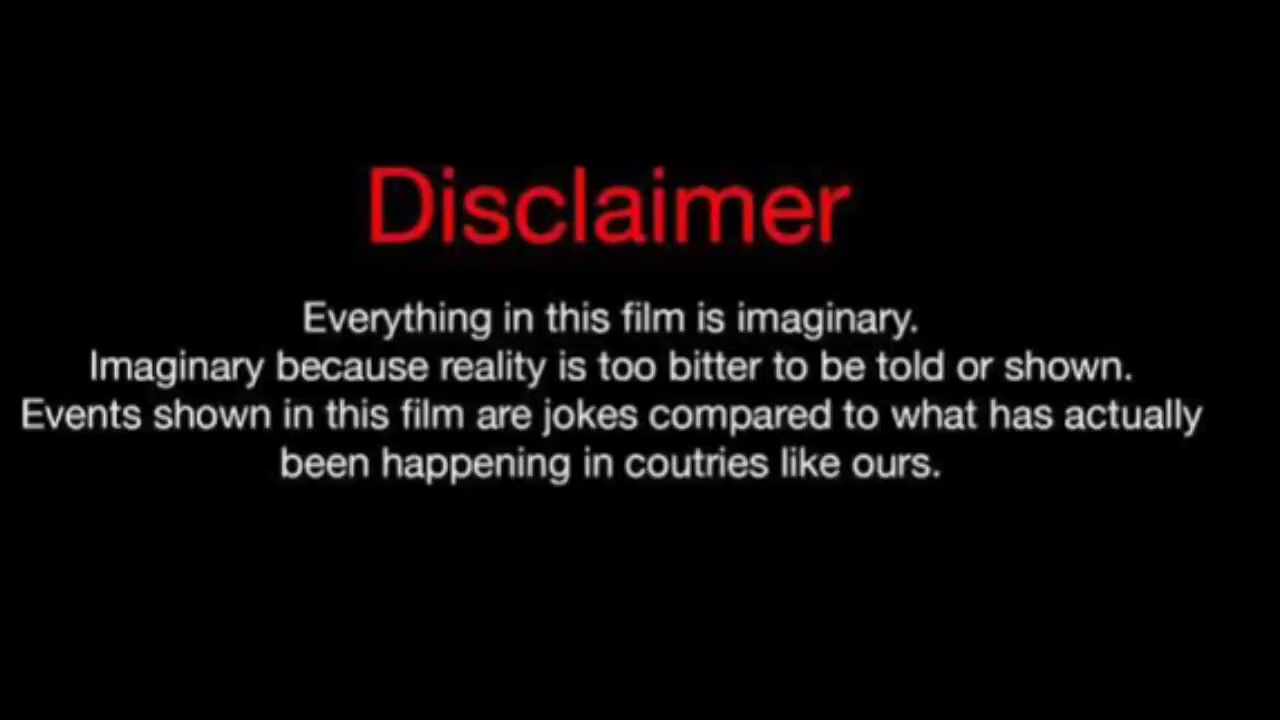 Disclaimer
Everything in this film is imaginary.
Imaginary because reality is too bitter to be told or shown.
Events shown in this film are jokes compared to what has actually
been happening in coutries like ours.